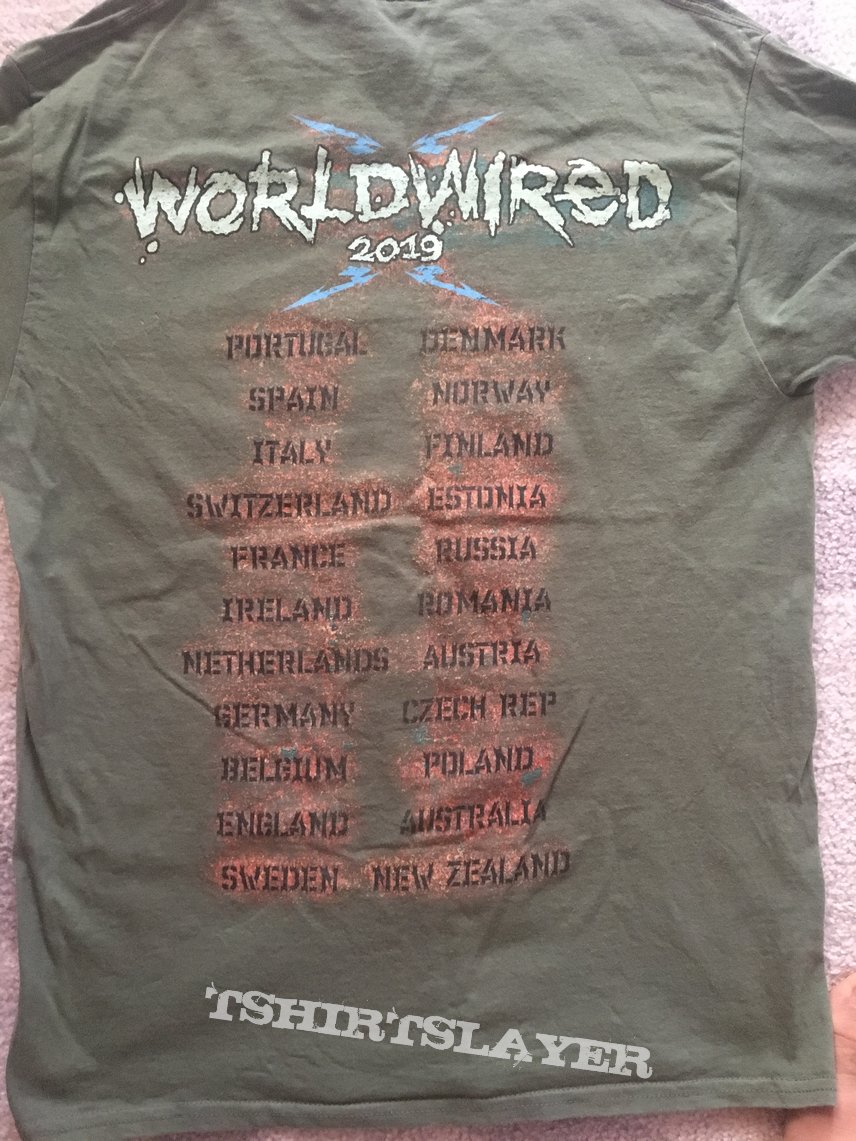 WORLDWIRED
2019
PORTUGAL DENMARK
SPAIN NORWAY
ITALY FINLAND
SWITZERLAND ESTONIA
FRANCE RUSSIA
IRELAND ROMANIA
NETHERLANDS AUSTRIA
GERMANY CZECH REP
BELGIUM POLAND
ENGLAND AUSTRALIA
SWEDEN NEW ZEALAND
TSHIRTSLAYER